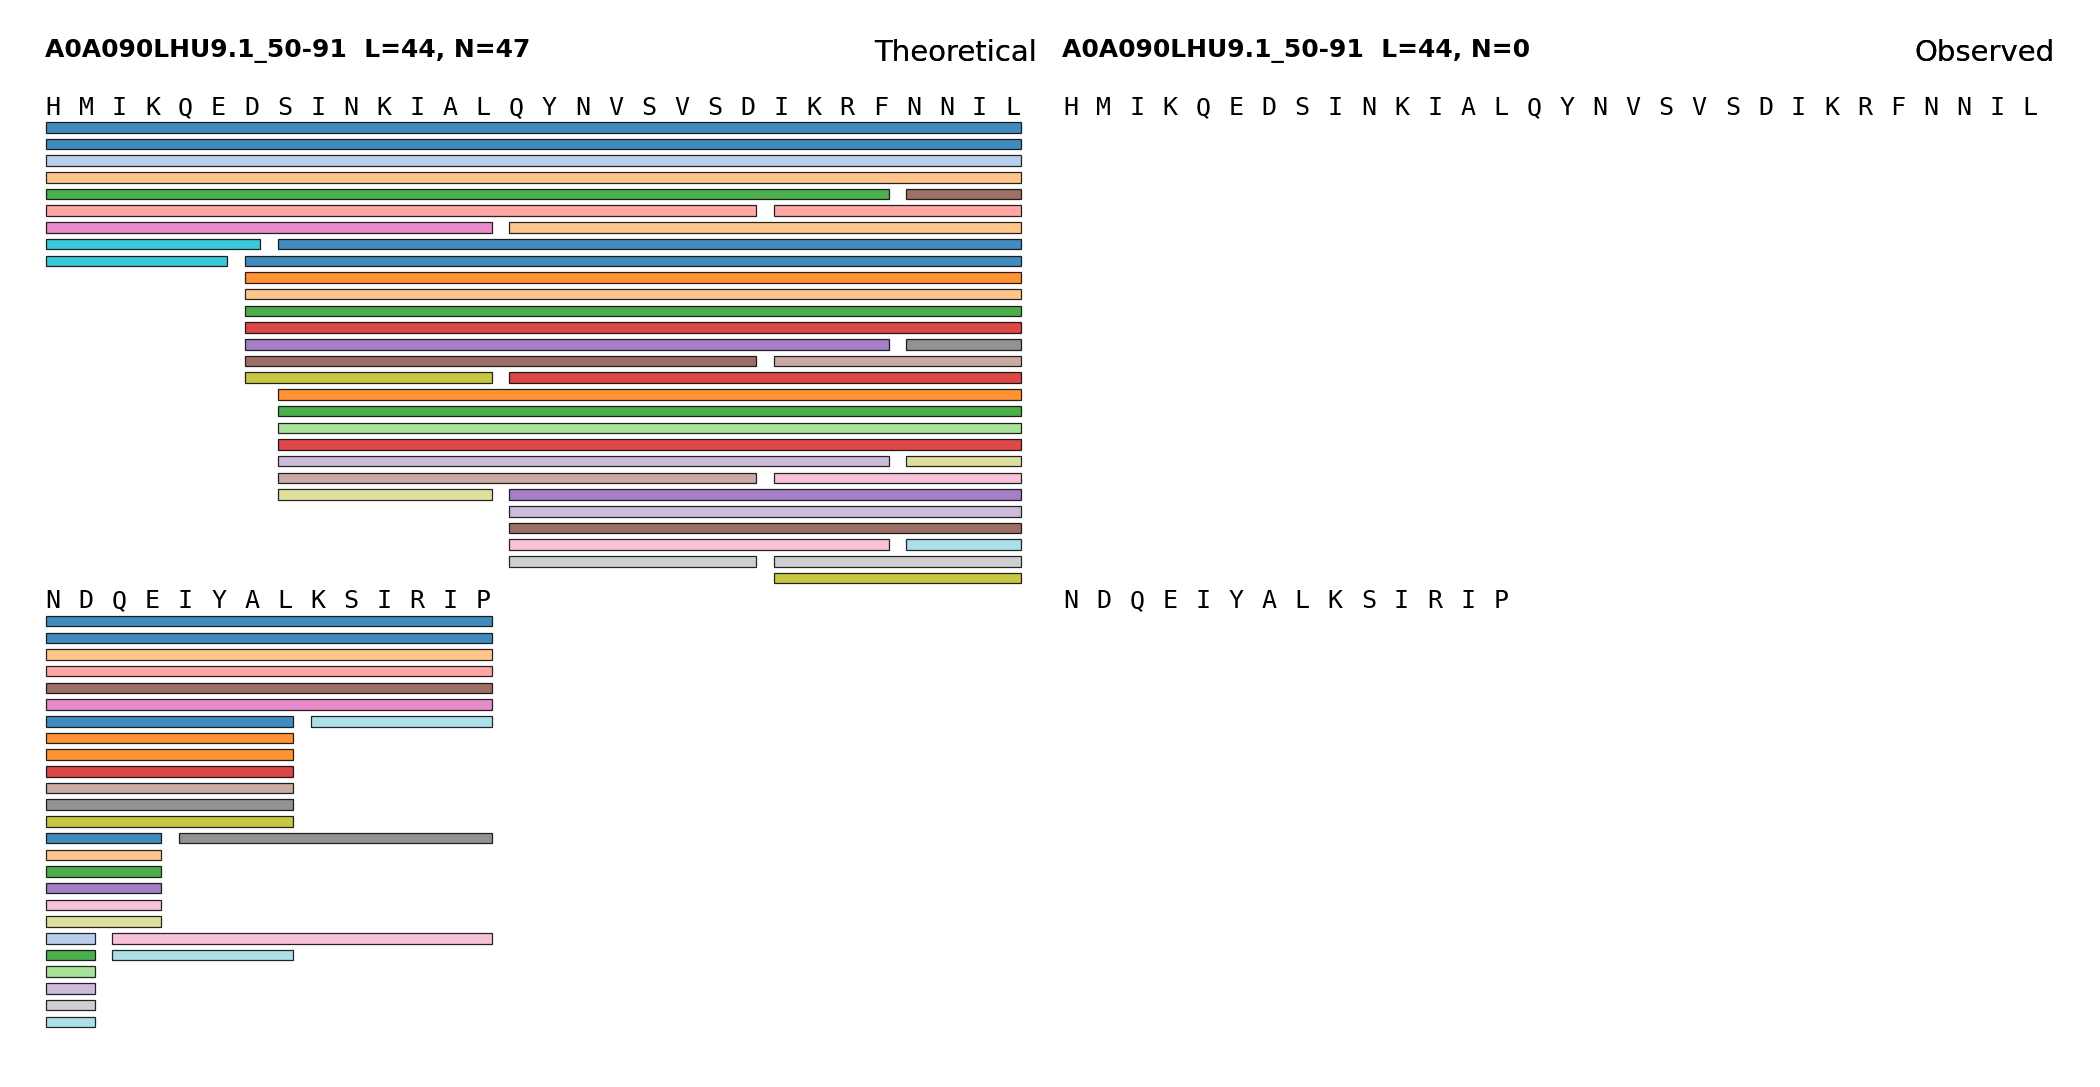 A0A090LHU9.1_50-91 L=44, N=47 Theoretical
H M I K Q E D S I N K I A L Q Y N V S V S D I K R F N N I L
N D Q E I Y A L K S I R I P
A0A090LHU9.1_50-91 L=44, N=0 Observed
H M I K Q E D S I N K I A L Q Y N V S V S D I K R F N N I L
N D Q E I Y A L K S I R I P